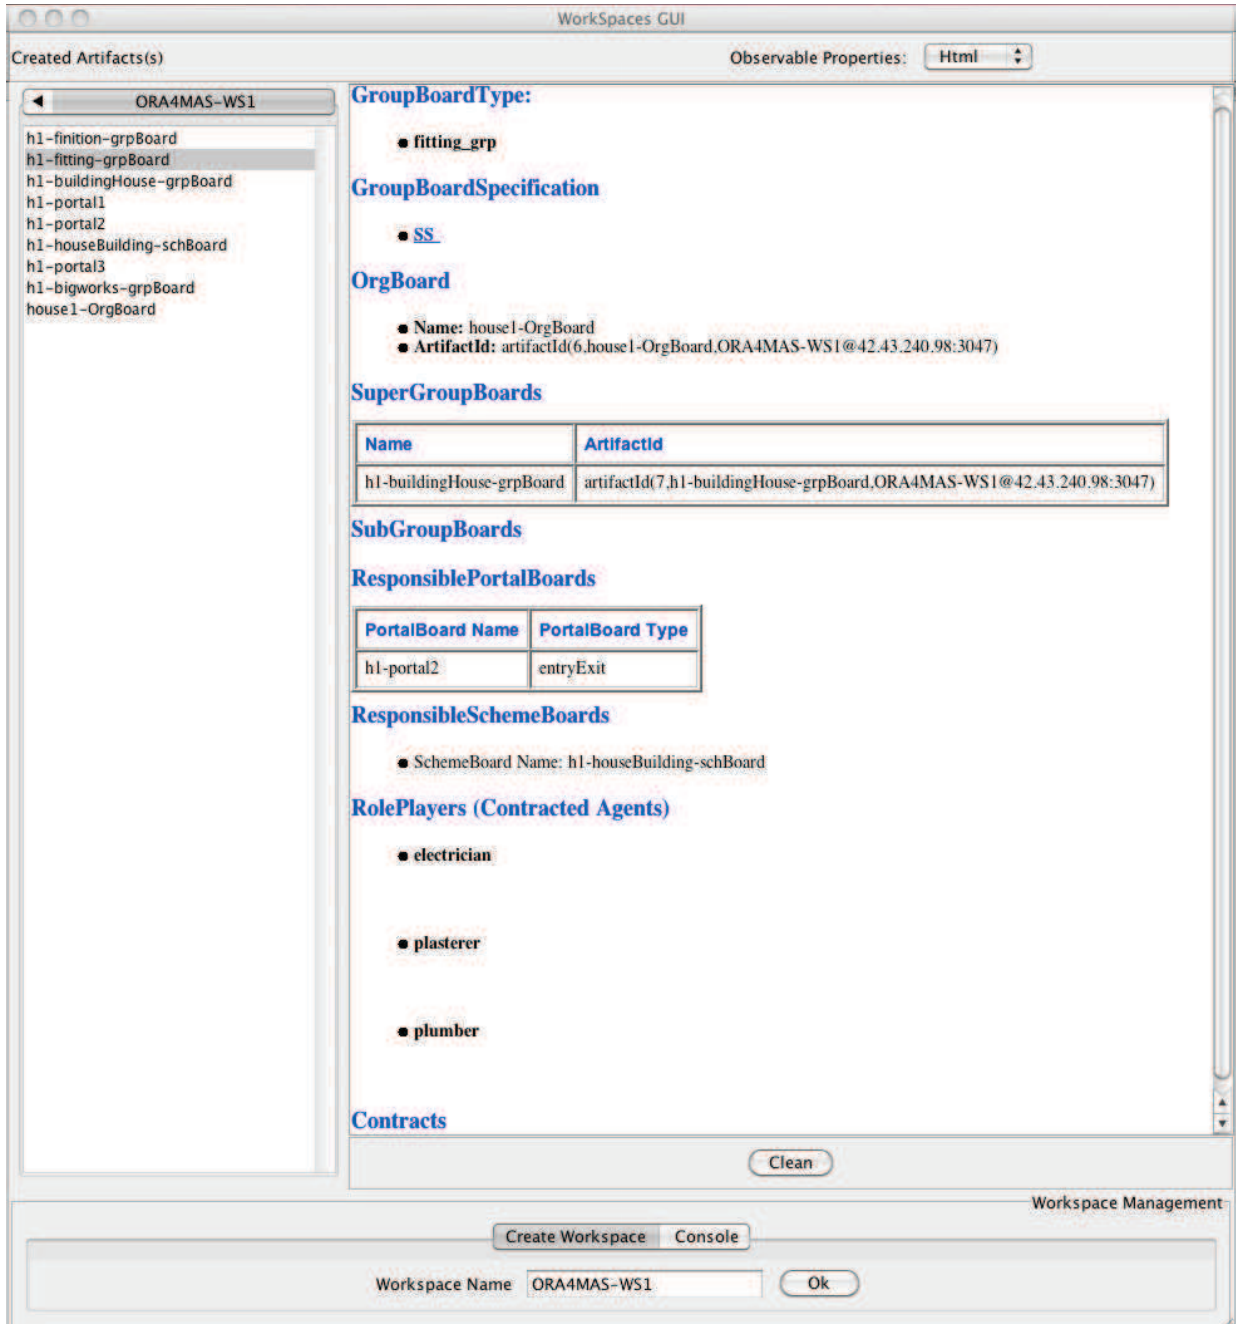 WorkSpaces GUI
Created Artifacts(s)
Observable Properties: Html
ORA4MAS-WS1
h1-finition-grpBoard
h1-fitting-grpBoard
h1-buildingHouse-grpBoard
h1-portal1
h1-portal2
h1-houseBuilding-schBoard
h1-portal3
h1-bigworks-grpBoard
house1-OrgBoard
GroupBoardType:
fitting_grp
GroupBoardSpecification
SS
OrgBoard
Name: house1-OrgBoard
ArtifactId: artifactId(6,house1-OrgBoard,ORA4MAS-WS1@42.43.240.98:3047)
SuperGroupBoards
Name ArtifactId
h1-buildingHouse-grpBoard artifactId(7,h1-buildingHouse-grpBoard,ORA4MAS-WS1@42.43.240.98:3047)
SubGroupBoards
ResponsiblePortalBoards
PortalBoard Name PortalBoard Type
h1-portal2 entryExit
ResponsibleSchemeBoards
SchemeBoard Name: h1-houseBuilding-schBoard
RolePlayers (Contracted Agents)
electrician
plasterer
plumber
Contracts
Clean
Workspace Management
Create Workspace Console
Workspace Name ORA4MAS-WS1 Ok